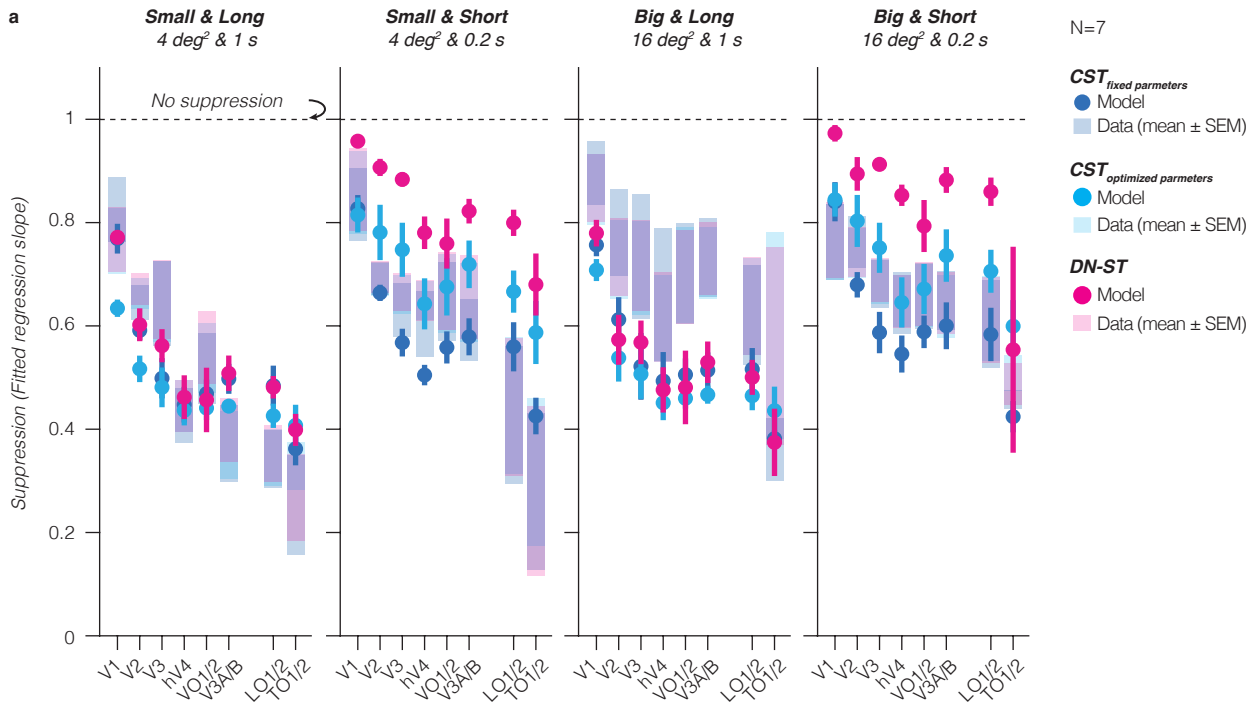 a
Small & Long
4 deg² & 1 s
Small & Short
4 deg² & 0.2 s
Big & Long
16 deg² & 1 s
Big & Short
16 deg² & 0.2 s
N=7
No suppression
CST fixed parmeters
Model
Data (mean ± SEM)
CST optimized parmeters
Model
Data (mean ± SEM)
DN-ST
Model
Data (mean ± SEM)
Suppression (Fitted regression slope)
1
0.8
0.6
0.4
0.2
0
V1 V2 V3 hV4 VO1/2 V3A/B LO1/2 TO1/2
V1 V2 V3 hV4 VO1/2 V3A/B LO1/2 TO1/2
V1 V2 V3 hV4 VO1/2 V3A/B LO1/2 TO1/2
V1 V2 V3 hV4 VO1/2 V3A/B LO1/2 TO1/2